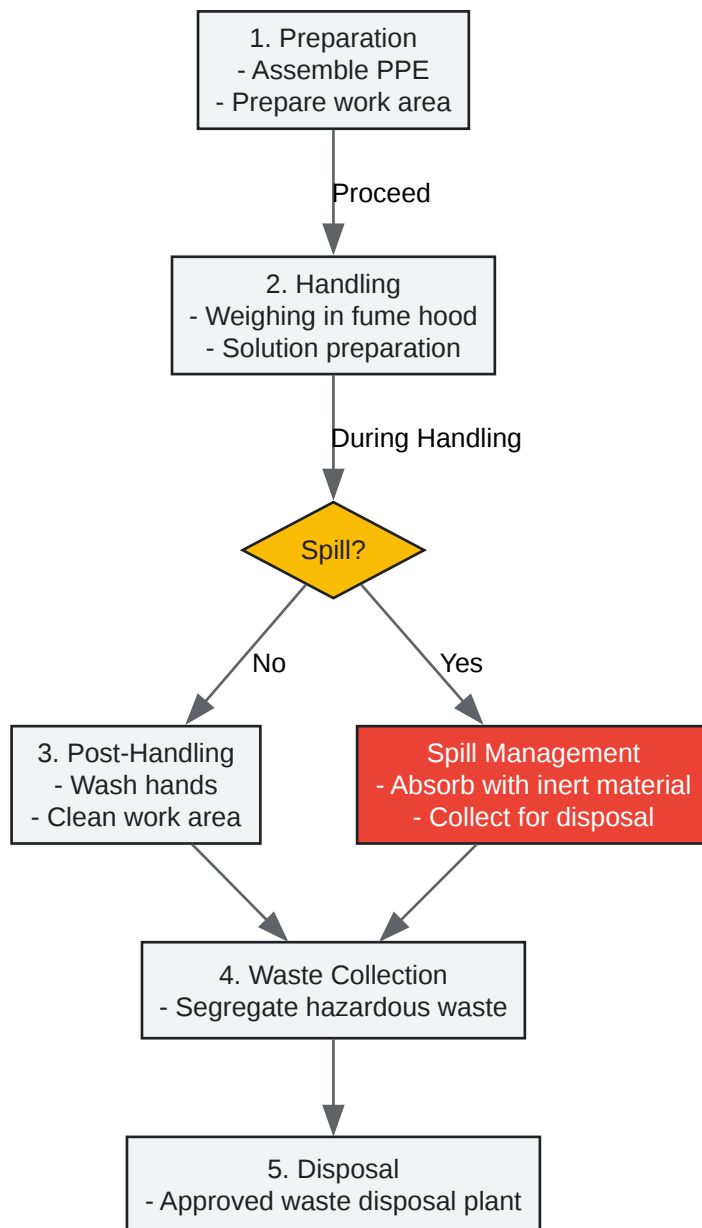 1. Preparation
- Assemble PPE
- Prepare work area
Proceed
2. Handling
- Weighing in fume hood
- Solution preparation
During Handling
Spill?
No
Yes
3. Post-Handling
- Wash hands
- Clean work area
Spill Management
- Absorb with inert material
- Collect for disposal
4. Waste Collection
- Segregate hazardous waste
5. Disposal
- Approved waste disposal plant